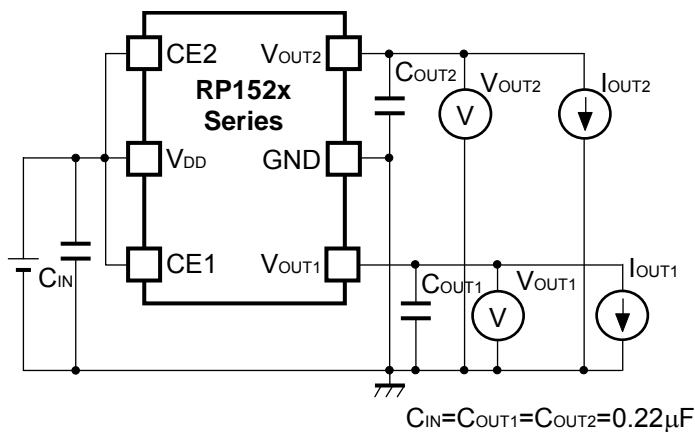 CE2
VOUT2
RP152x
Series
COUT2
VOUT2
IOUT2
V
VDD
GND
CIN
CE1
VOUT1
COUT1
VOUT1
IOUT1
V
CIN=COUT1=COUT2=0.22μF